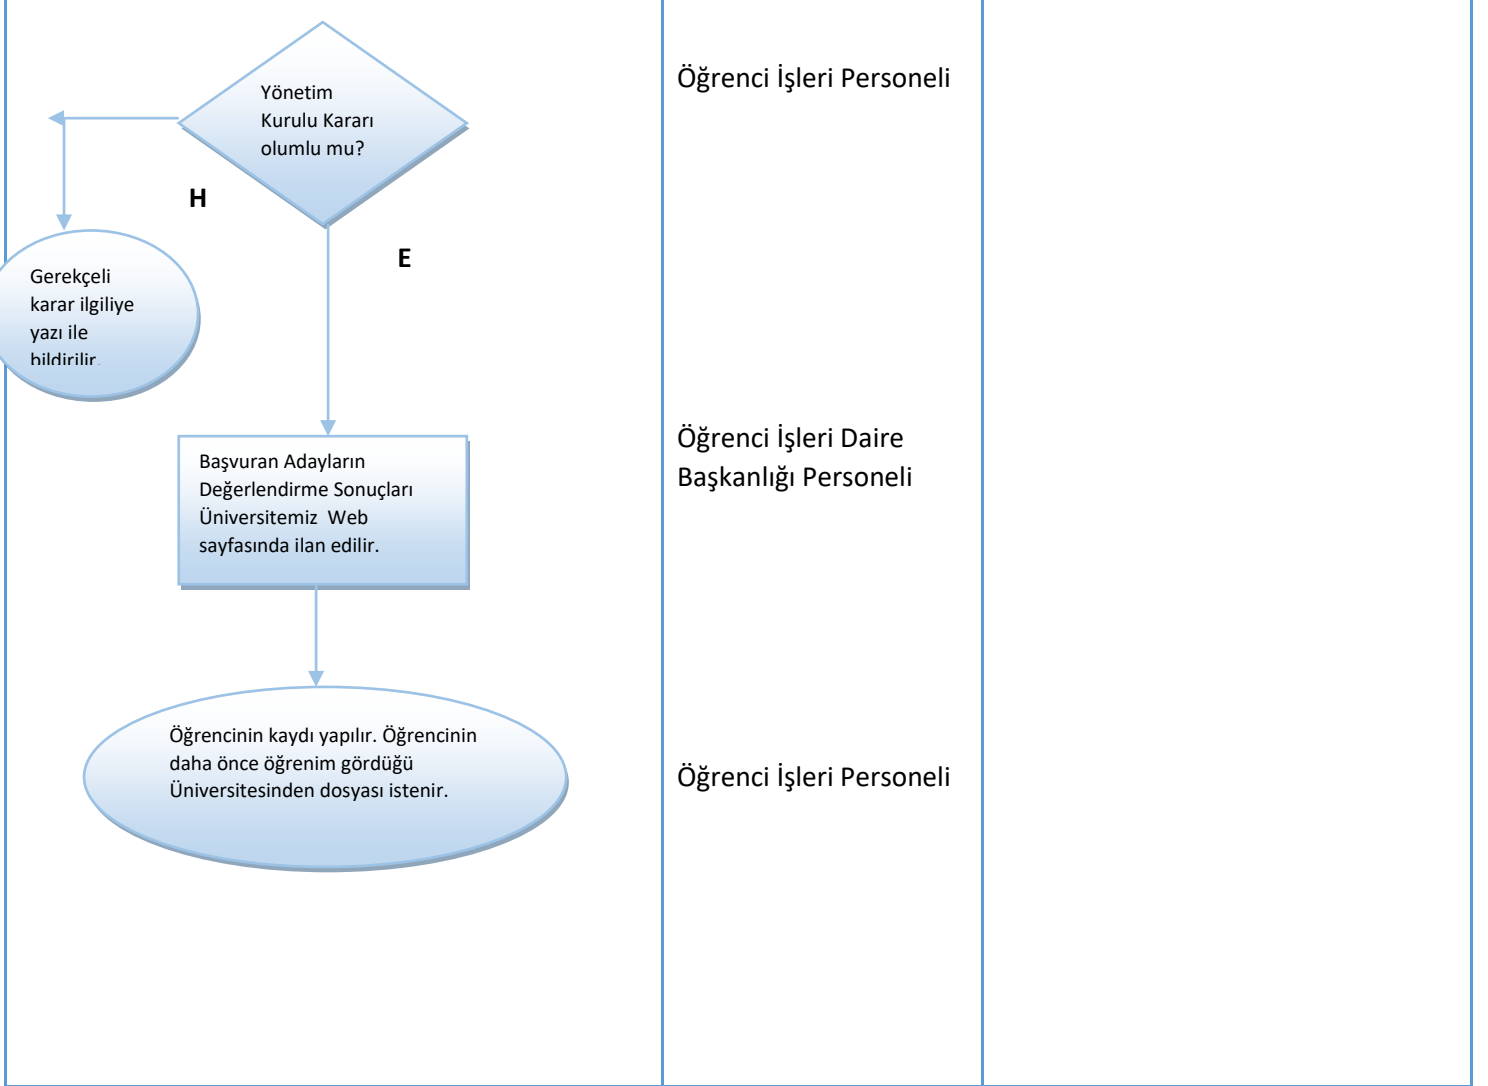 Yönetim
Kurulu Kararı
olumlu mu?
Öğrenci İşleri Personeli
H
E
Gerekçeli
karar ilgiliye
yazı ile
bildirilir.
Öğrenci İşleri Daire
Başkanlığı Personeli
Başvuran Adayların
Değerlendirme Sonuçları
Üniversitemiz  Web
sayfasında ilan edilir.
Öğrencinin kaydı yapılır. Öğrencinin
daha önce öğrenim gördüğü
Üniversitesinden dosyası istenir.
Öğrenci İşleri Personeli